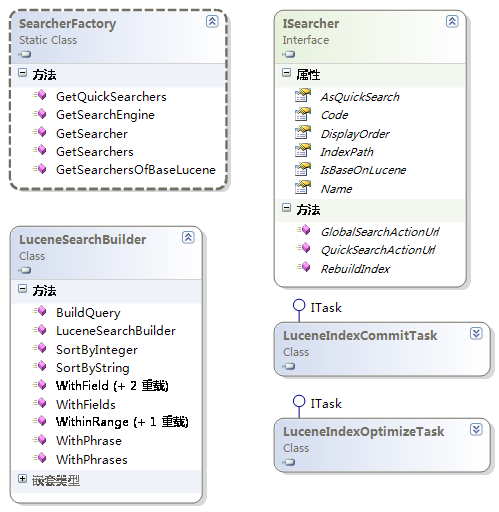 SearcherFactory
Static Class
方法
GetQuickSearchers
GetSearchEngine
GetSearcher
GetSearchers
GetSearchersOfBaseLucene
ISearcher
Interface
属性
AsQuickSearch
Code
DisplayOrder
IndexPath
IsBaseOnLucene
Name
方法
GlobalSearchActionUrl
QuickSearchActionUrl
RebuildIndex
LuceneSearchBuilder
Class
方法
BuildQuery
LuceneSearchBuilder
SortByInteger
SortByString
WithField (+ 2 重载)
WithFields
WithinRange (+ 1 重载)
WithPhrase
WithPhrases
嵌套类型
ITask
LuceneIndexCommitTask
Class
ITask
LuceneIndexOptimizeTask
Class